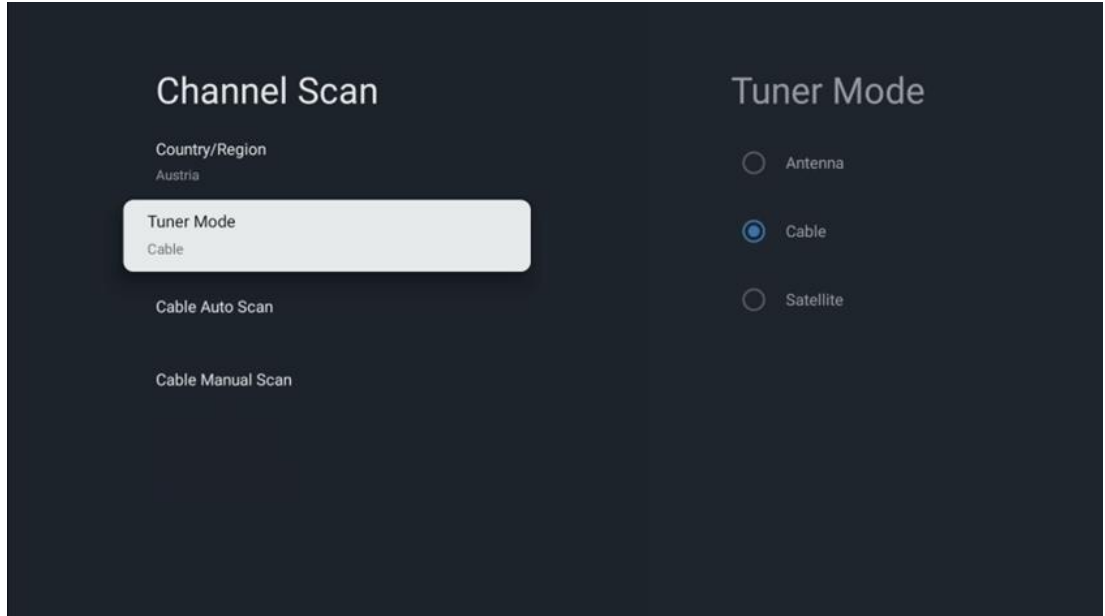 Channel Scan
Country/Region
Austria
Tuner Mode
Cable
Cable Auto Scan
Cable Manual Scan
Tuner Mode
Antenna
Cable
Satellite